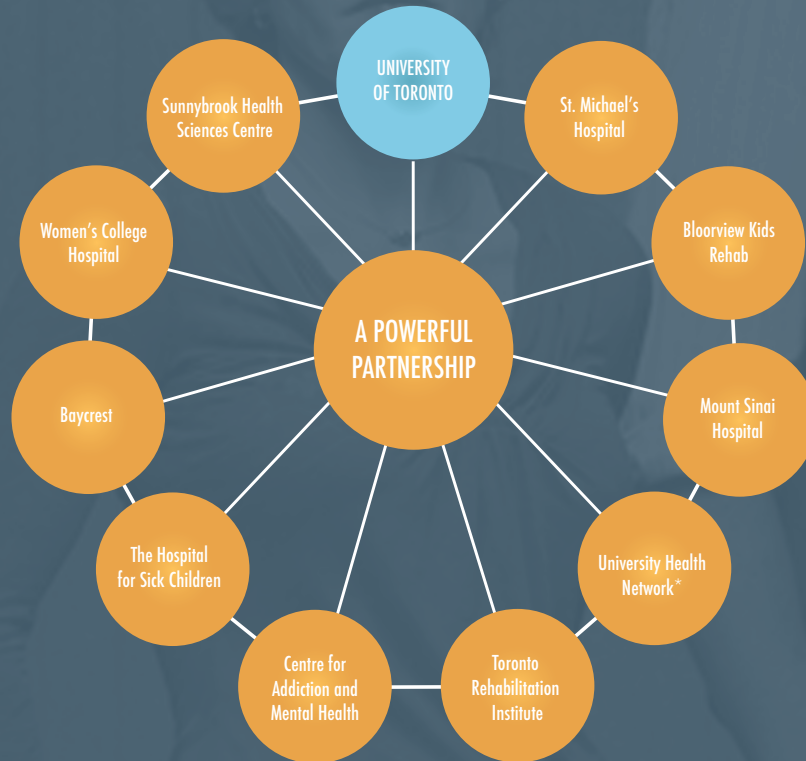 UNIVERSITY
OF TORONTO
St. Michael's
Hospital
Bloorview Kids
Rehab
Mount Sinai
Hospital
University Health
Network*
Toronto
Rehabilitation
Institute
Centre for
Addiction and
Mental Health
The Hospital
for Sick Children
Baycrest
Women's College
Hospital
Sunnybrook Health
Sciences Centre
A POWERFUL
PARTNERSHIP